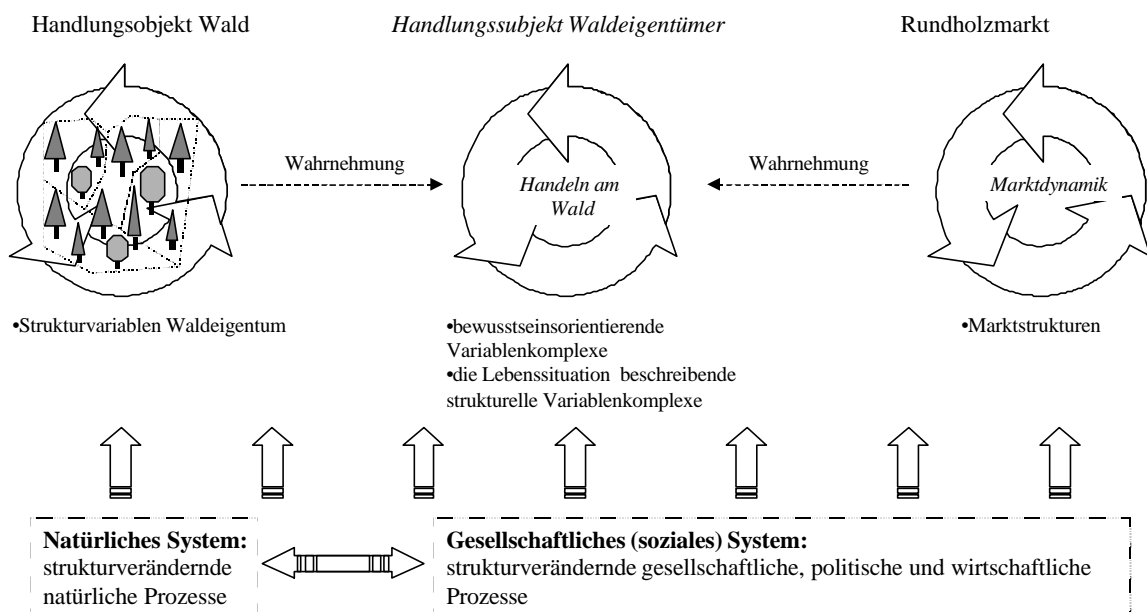 Handlungsobjekt Wald
Handlungssubjekt Waldeigentümer
Rundholzmarkt
Wahrnehmung
Wahrnehmung
Handeln am
Wald
Marktdynamik
•Strukturvariablen Waldeigentum
•bewusstseinsorientierende
Variablenkomplexe
•die Lebenssituation beschreibende
strukturelle Variablenkomplexe
•Marktstrukturen
Natürliches System:
strukturverändernde
natürliche Prozesse
Gesellschaftliches (soziales) System:
strukturverändernde gesellschaftliche, politische und wirtschaftliche
Prozesse